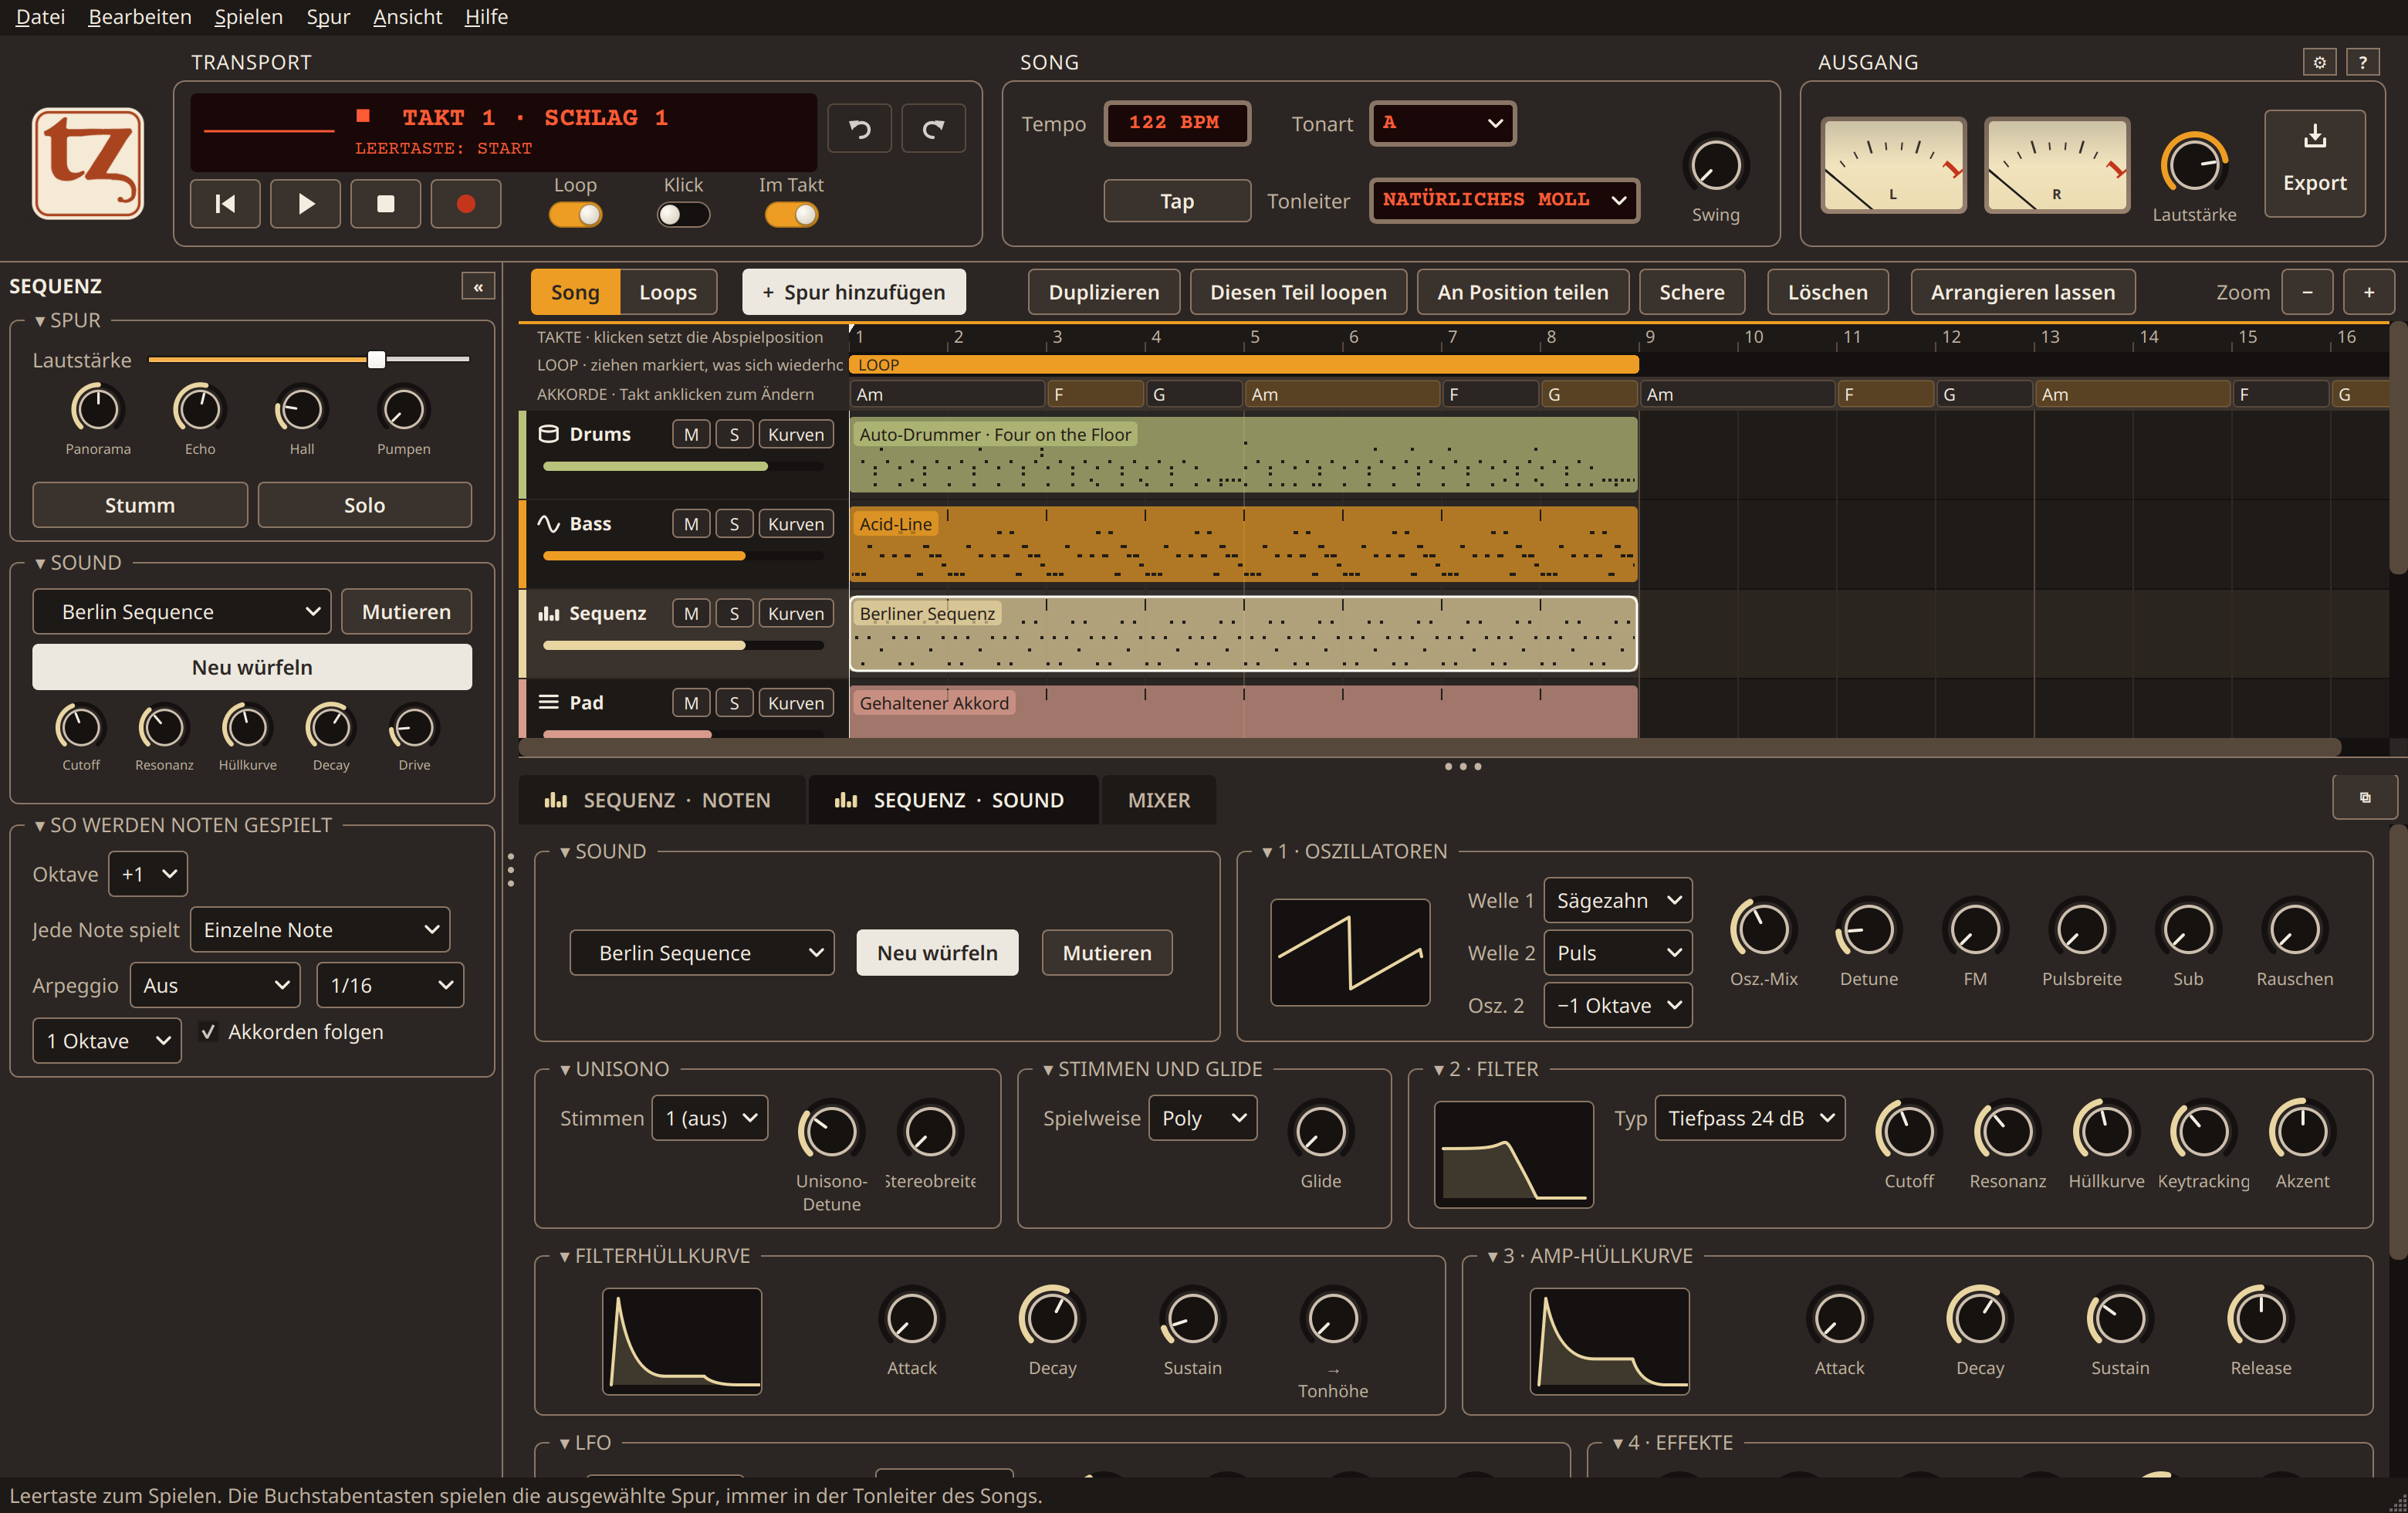 Datei Bearbeiten Spielen Spur Ansicht Hilfe
TRANSPORT
SONG
AUSGANG
⚙ ?
tz
TAKT 1 · SCHLAG 1
LEERTASTE: START
Loop Klick Im Takt
Tempo 122 BPM Tonart A
Tap Tonleiter NATÜRLICHES MOLL
Swing
1 1
L R
Lautstärke
Export
SEQUENZ «
▾ SPUR
Lautstärke
Panorama Echo Hall Pumpen
Stumm Solo
▾ SOUND
Berlin Sequence Mutieren
Neu würfeln
Cutoff Resonanz Hüllkurve Decay Drive
▾ SO WERDEN NOTEN GESPIELT
Oktave +1
Jede Note spielt Einzelne Note
Arpeggio Aus 1/16
1 Oktave ✓ Akkorden folgen
Song Loops + Spur hinzufügen Duplizieren Diesen Teil loopen An Position teilen Schere Löschen Arrangieren lassen Zoom − +
TAKTE · klicken setzt die Abspielposition 1 2 3 4 5 6 7 8 9 10 11 12 13 14 15 16
LOOP · ziehen markiert, was sich wiederho LOOP
AKKORDE · Takt anklicken zum Ändern Am F G Am F G Am F G Am F G
Drums M S Kurven Auto-Drummer · Four on the Floor
Bass M S Kurven Acid-Line
Sequenz M S Kurven Berliner Sequenz
Pad M S Kurven Gehaltener Akkord
SEQUENZ · NOTEN SEQUENZ · SOUND MIXER
▾ SOUND
Berlin Sequence Neu würfeln Mutieren
▾ 1 · OSZILLATOREN
Welle 1 Sägezahn
Welle 2 Puls
Osz. 2 −1 Oktave
Osz.-Mix Detune FM Pulsbreite Sub Rauschen
▾ UNISONO
Stimmen 1 (aus)
Unisono-
Detune
Stereobreite
▾ STIMMEN UND GLIDE
Spielweise Poly
Glide
▾ 2 · FILTER
Typ Tiefpass 24 dB
Cutoff Resonanz Hüllkurve Keytracking Akzent
▾ FILTERHÜLLKURVE
Attack Decay Sustain →
Tonhöhe
▾ 3 · AMP-HÜLLKURVE
Attack Decay Sustain Release
▾ LFO
▾ 4 · EFFEKTE
Leertaste zum Spielen. Die Buchstabentasten spielen die ausgewählte Spur, immer in der Tonleiter des Songs.